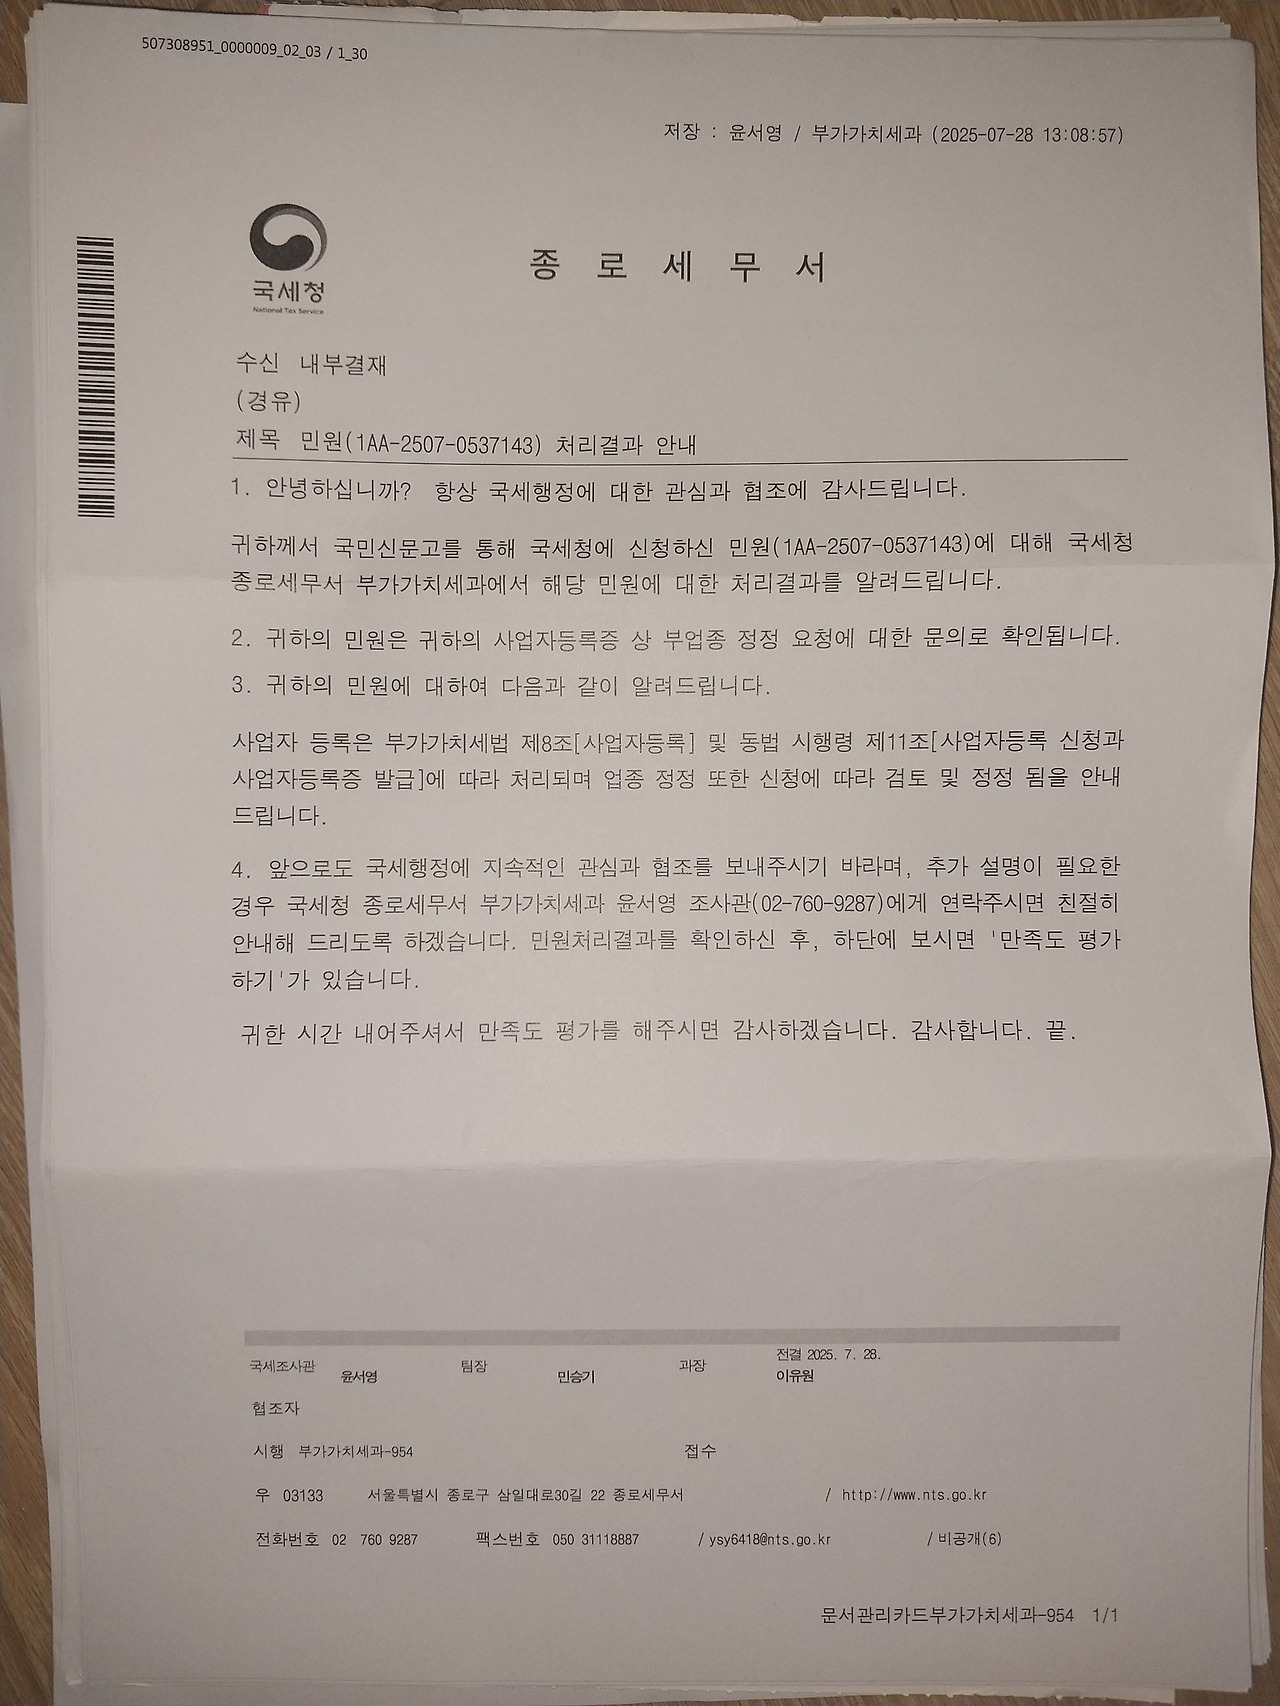 507308951_0000009_02_03 / 1_30
저장 : 윤서영 / 부가가치세과 (2025-07-28 13:08:57)
국세청
National Tax Service
종 로 세 무 서
수신 내부결재
(경유)
제목 민원(1AA-2507-0537143) 처리결과 안내
1. 안녕하십니까? 항상 국세행정에 대한 관심과 협조에 감사드립니다.
귀하께서 국민신문고를 통해 국세청에 신청하신 민원(1AA-2507-0537143)에 대해 국세청
종로세무서 부가가치세과에서 해당 민원에 대한 처리결과를 알려드립니다.
2. 귀하의 민원은 귀하의 사업자등록증 상 부업종 정정 요청에 대한 문의로 확인됩니다.
3. 귀하의 민원에 대하여 다음과 같이 알려드립니다.
사업자 등록은 부가가치세법 제8조[사업자등록] 및 동법 시행령 제11조[사업자등록 신청과
사업자등록증 발급]에 따라 처리되며 업종 정정 또한 신청에 따라 검토 및 정정 됨을 안내
드립니다.
4. 앞으로도 국세행정에 지속적인 관심과 협조를 보내주시기 바라며, 추가 설명이 필요한
경우 국세청 종로세무서 부가가치세과 윤서영 조사관(02-760-9287)에게 연락주시면 친절히
안내해 드리도록 하겠습니다. 민원처리결과를 확인하신 후, 하단에 보시면 '만족도 평가
하기'가 있습니다.
귀한 시간 내어주셔서 만족도 평가를 해주시면 감사하겠습니다. 감사합니다. 끝.
국세조사관 윤서영 팀장 민승기 과장 전결 2025. 7. 28. 이유원
협조자
시행 부가가치세과-954 접수
우 03133 서울특별시 종로구 삼일대로30길 22 종로세무서 / http://www.nts.go.kr
전화번호 02 760 9287 팩스번호 050 31118887 / ysy6418@nts.go.kr / 비공개(6)
문서관리카드부가가치세과-954 1/1